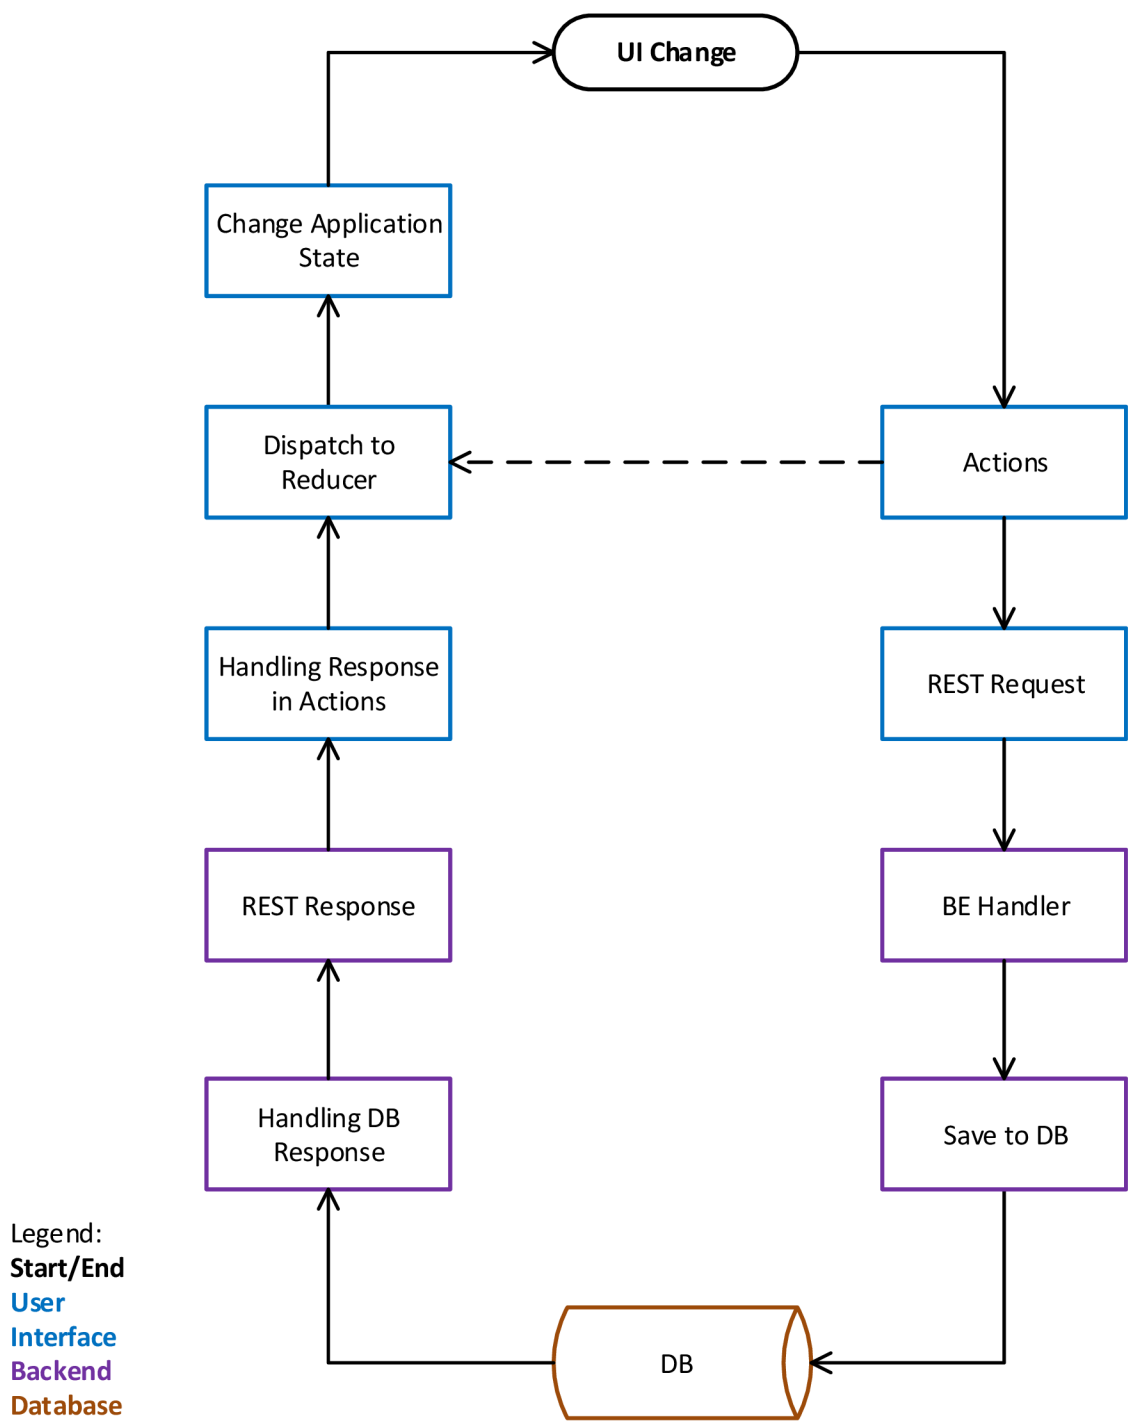 UI Change
Change Application
State
Dispatch to
Reducer
Actions
Handling Response
in Actions
REST Request
REST Response
BE Handler
Handling DB
Response
Save to DB
DB
Legend:
Start/End
User
Interface
Backend
Database